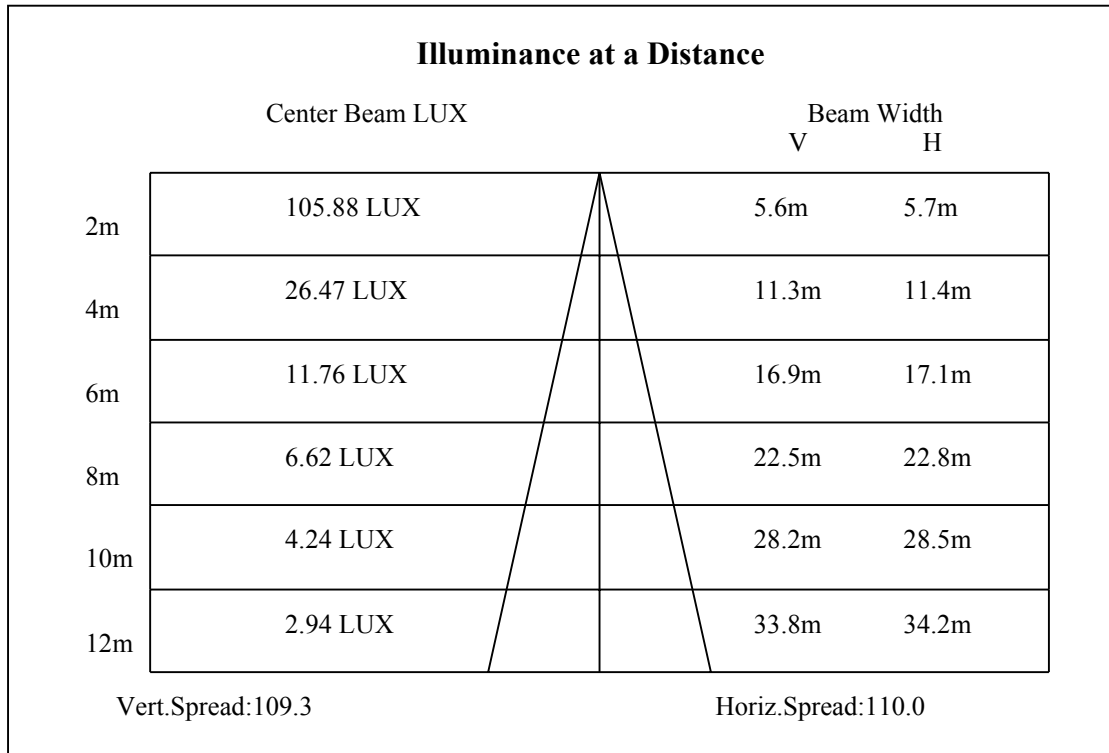 Illuminance at a Distance
Center Beam LUX Beam Width
V H
2m 105.88 LUX 5.6m 5.7m
4m 26.47 LUX 11.3m 11.4m
6m 11.76 LUX 16.9m 17.1m
8m 6.62 LUX 22.5m 22.8m
10m 4.24 LUX 28.2m 28.5m
12m 2.94 LUX 33.8m 34.2m
Vert.Spread:109.3 Horiz.Spread:110.0